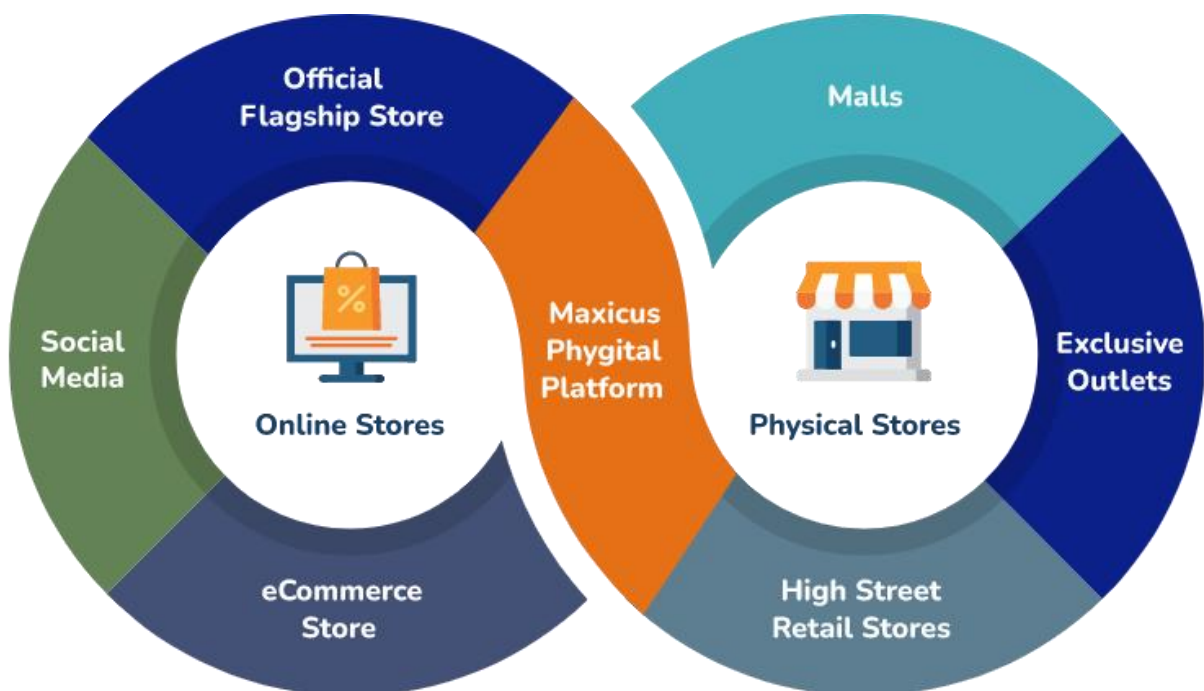 Official
Flagship Store
Social
Media
Online Stores
eCommerce
Store
Maxicus
Phygital
Platform
Malls
Exclusive
Outlets
Physical Stores
High Street
Retail Stores
%